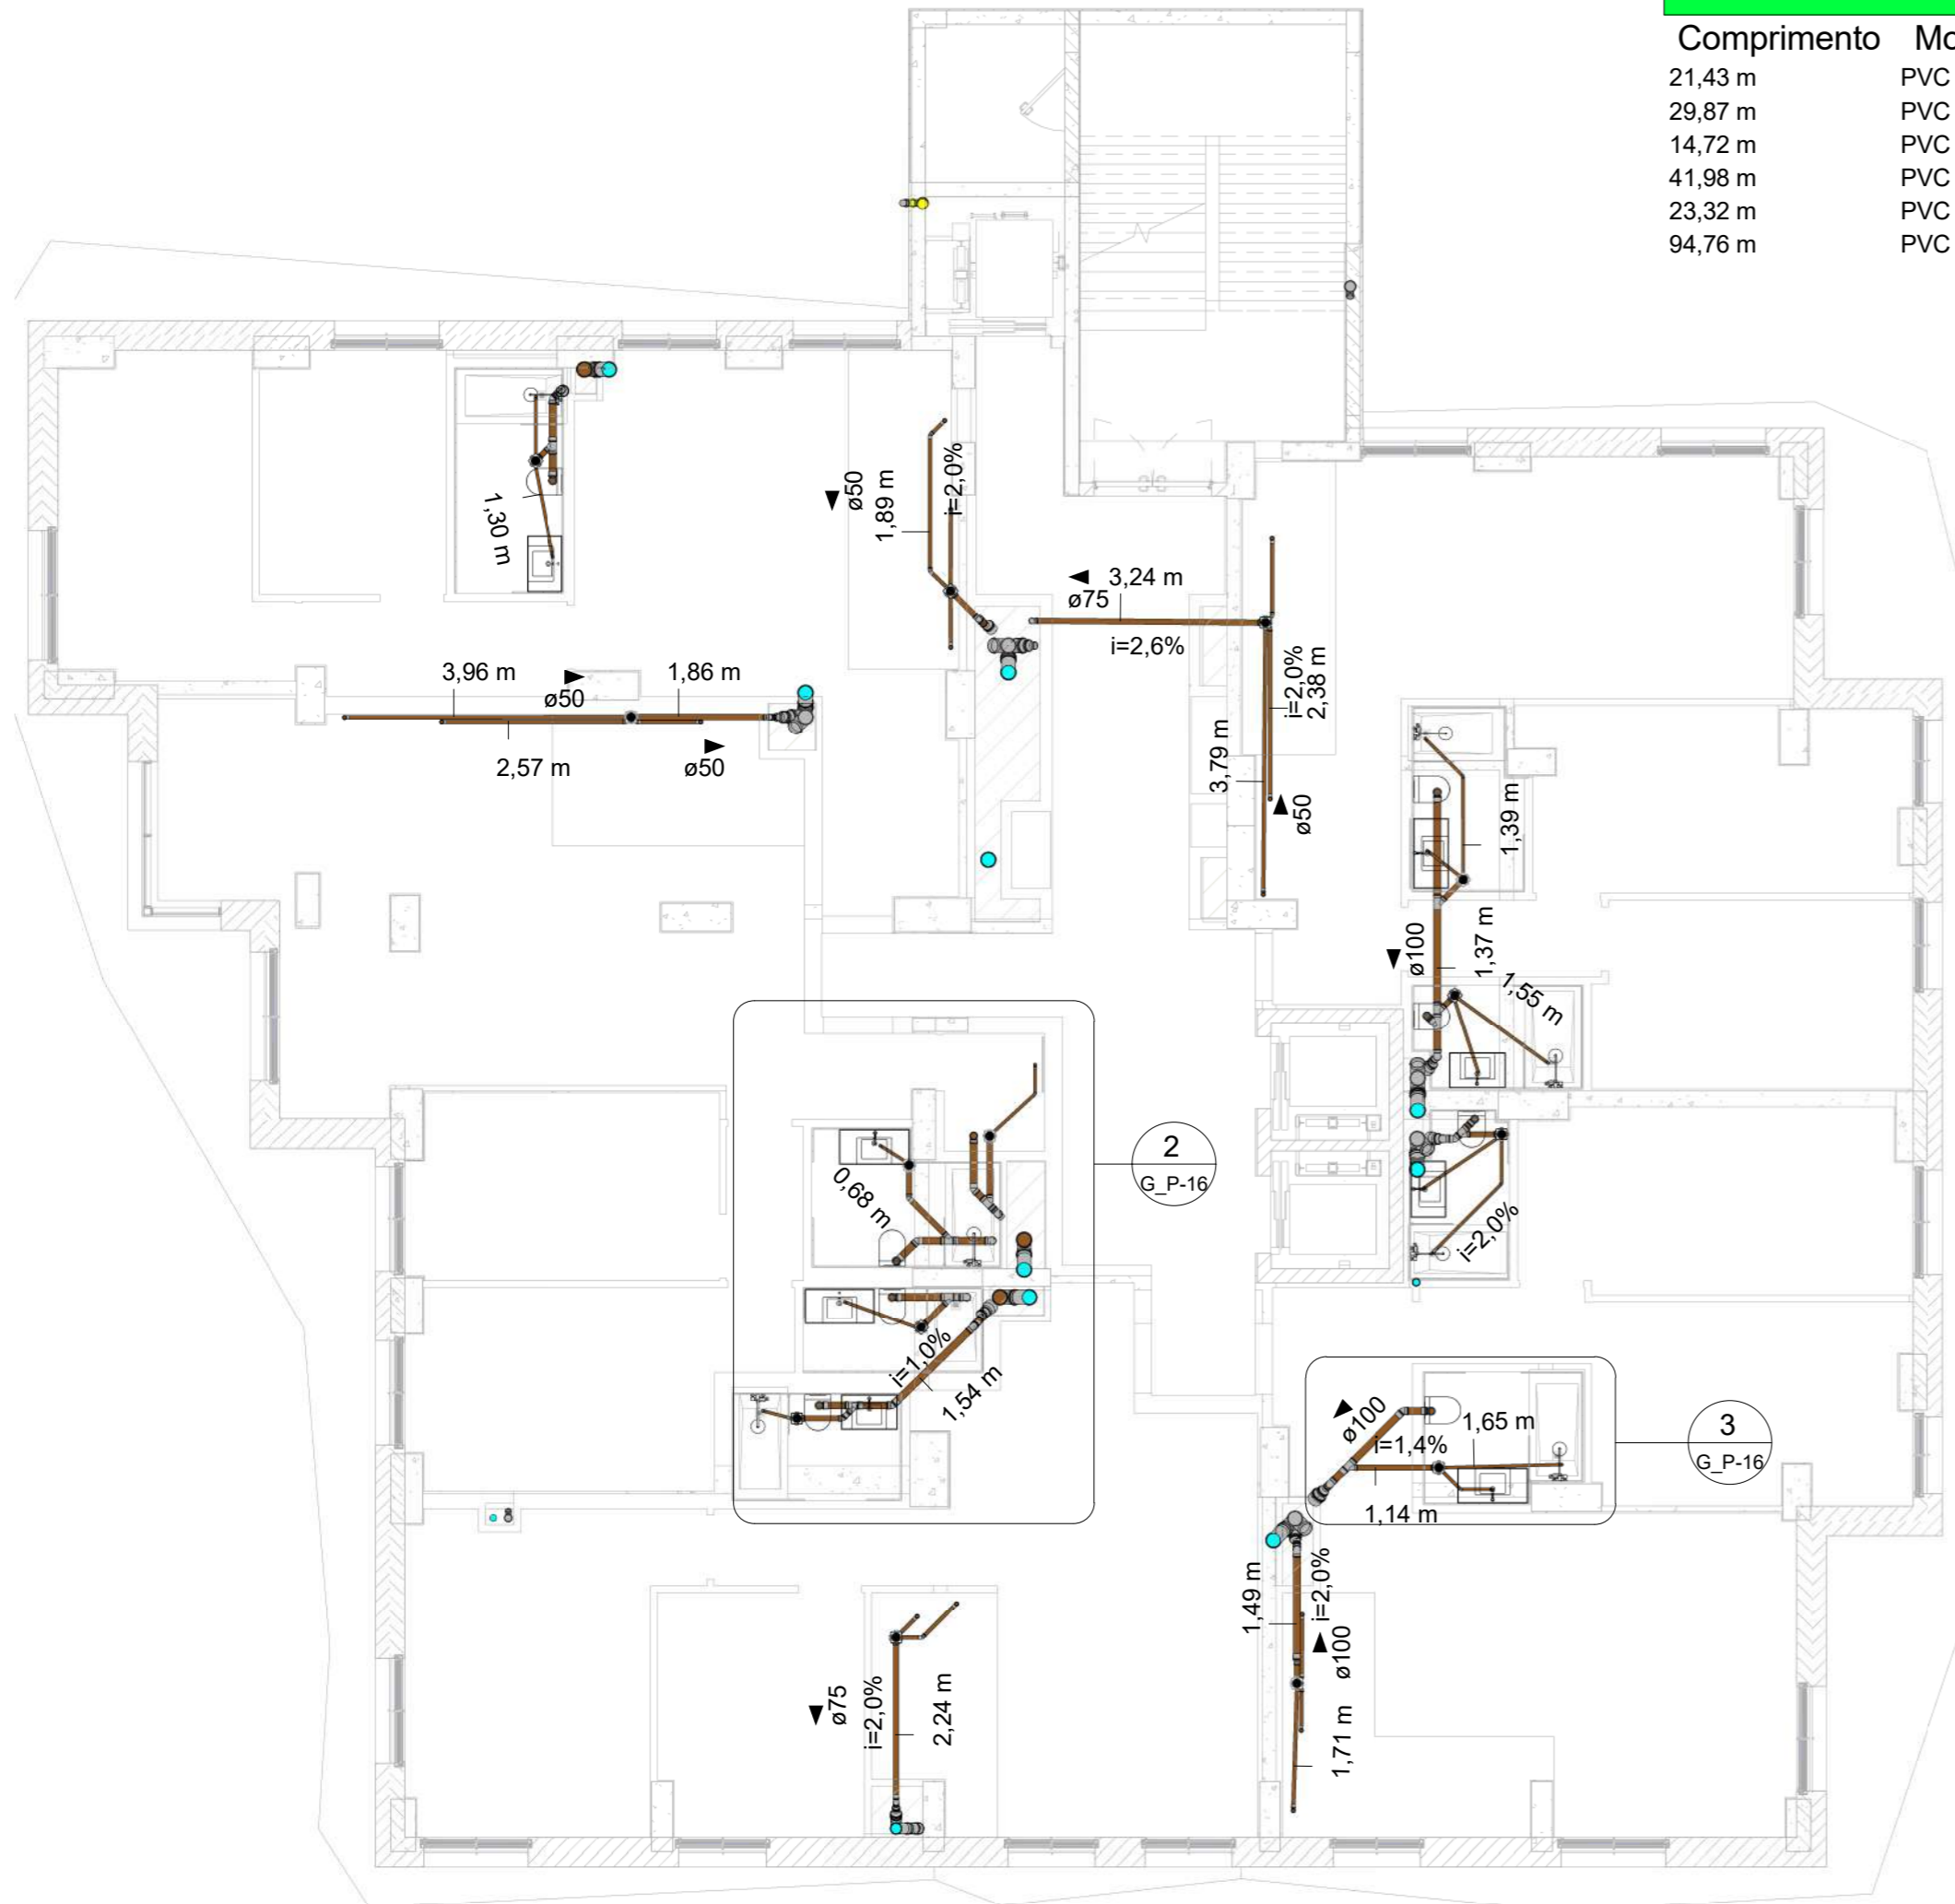 Comprimento
21,43 m PVC
29,87 m PVC
14,72 m PVC
41,98 m PVC
23,32 m PVC
94,76 m PVC
1,30 m
ø50
1,89 m
i=2,0%
3,24 m
ø75
i=2,6%
3,96 m
ø50
1,86 m
2,57 m
ø50
i=2,0%
2,38 m
3,79 m
ø50
1,39 m
ø100
1,37 m
1,55 m
2
G_P-16
0,68 m
i=2,0%
i=1,0%
1,54 m
ø100
i=1,4%
1,65 m
1,14 m
3
G_P-16
1,49 m
i=2,0%
ø100
1,71 m
ø75
i=2,0%
2,24 m